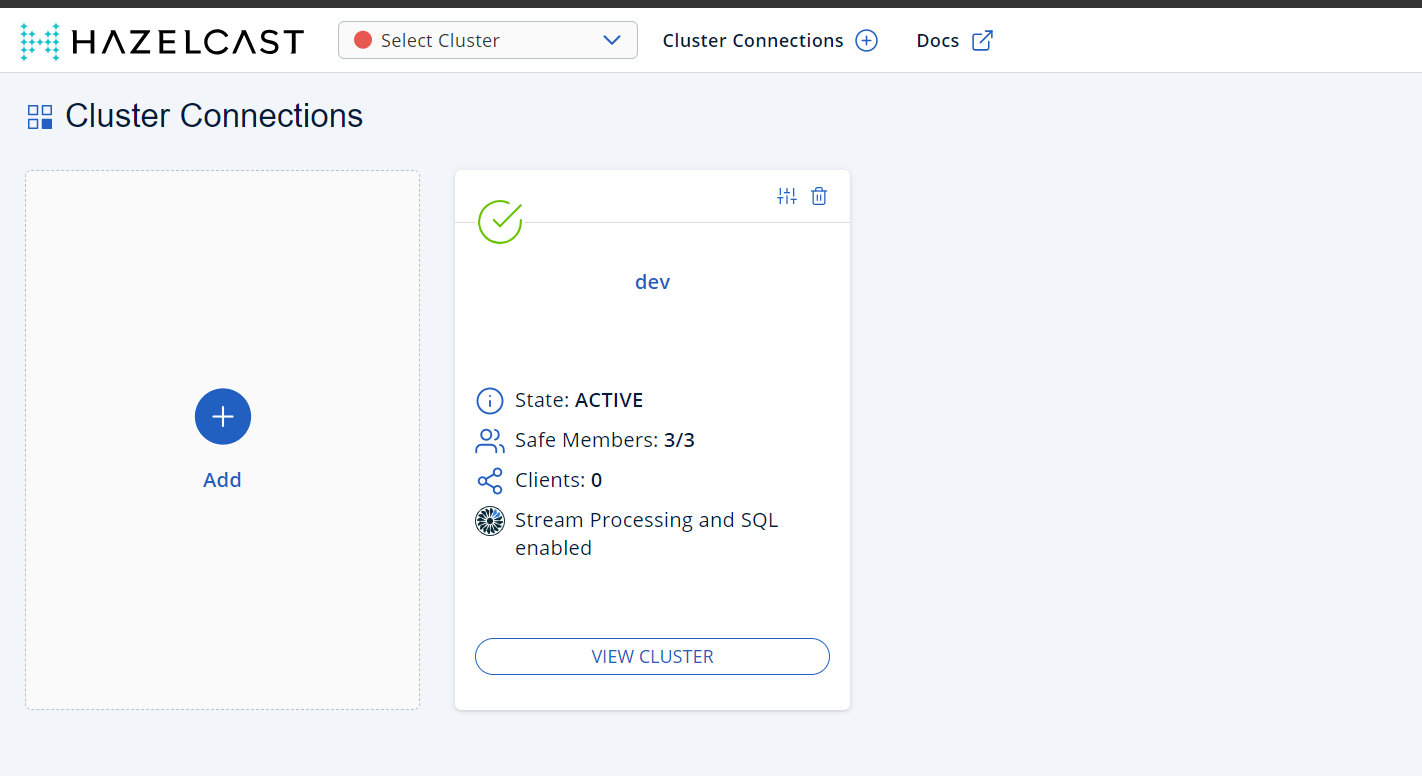 HAZELCAST
Select Cluster
Cluster Connections
Docs
Cluster Connections
Add
dev
State: ACTIVE
Safe Members: 3/3
Clients: 0
Stream Processing and SQL
enabled
VIEW CLUSTER